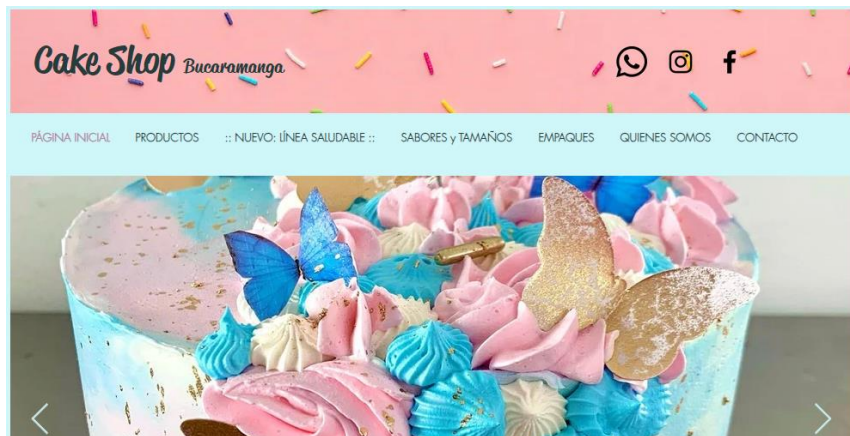 Cake Shop Bucaramanga
PÁGINA INICIAL PRODUCTOS :: NUEVO: LÍNEA SALUDABLE :: SABORES y TAMAÑOS EMPAQUES QUIENES SOMOS CONTACTO